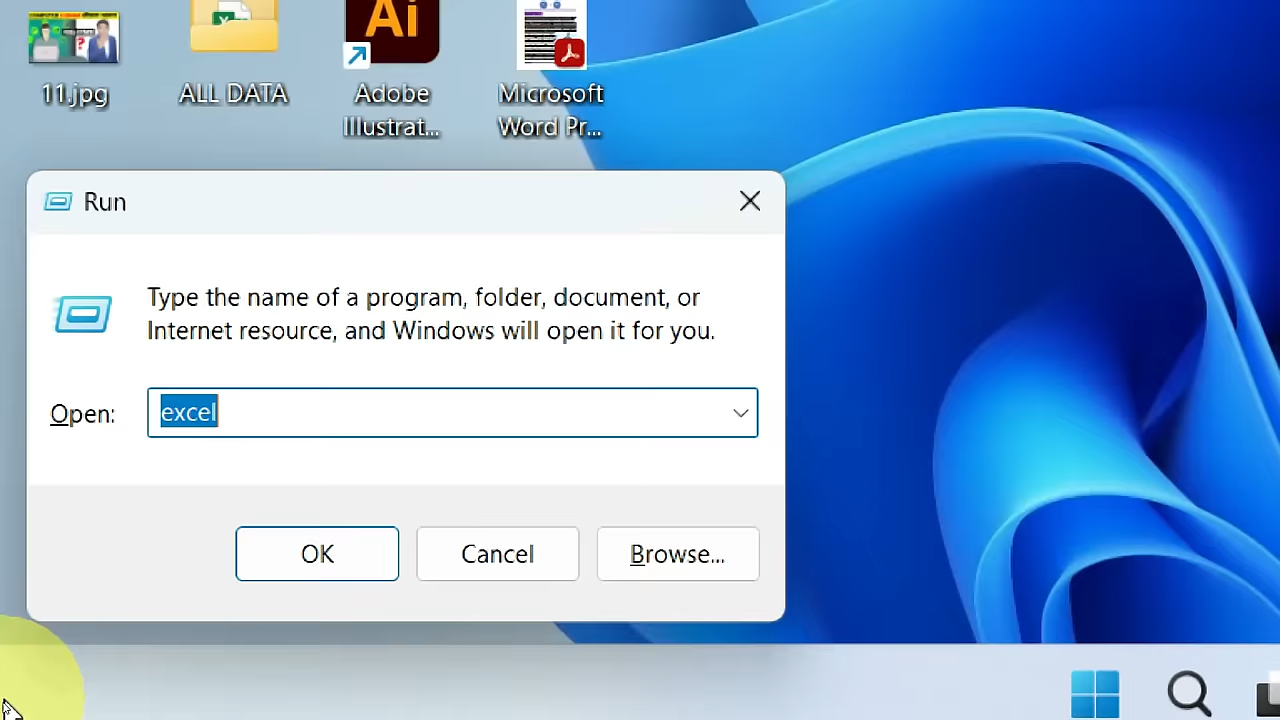 Ai
11.jpg
ALL DATA
Adobe
Illustrat...
Microsoft
Word Pr...
Run
Type the name of a program, folder, document, or
Internet resource, and Windows will open it for you.
Open:
excel
OK
Cancel
Browse...